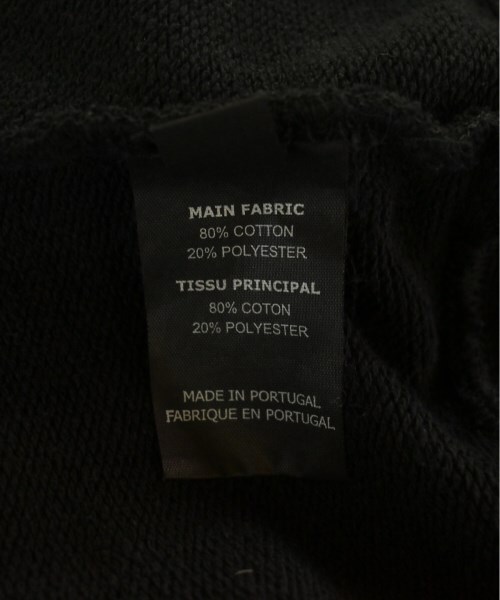 MAIN FABRIC
80% COTTON
20% POLYESTER
TISSU PRINCIPAL
80% COTON
20% POLYESTER
MADE IN PORTUGAL
FABRIQUE EN PORTUGAL